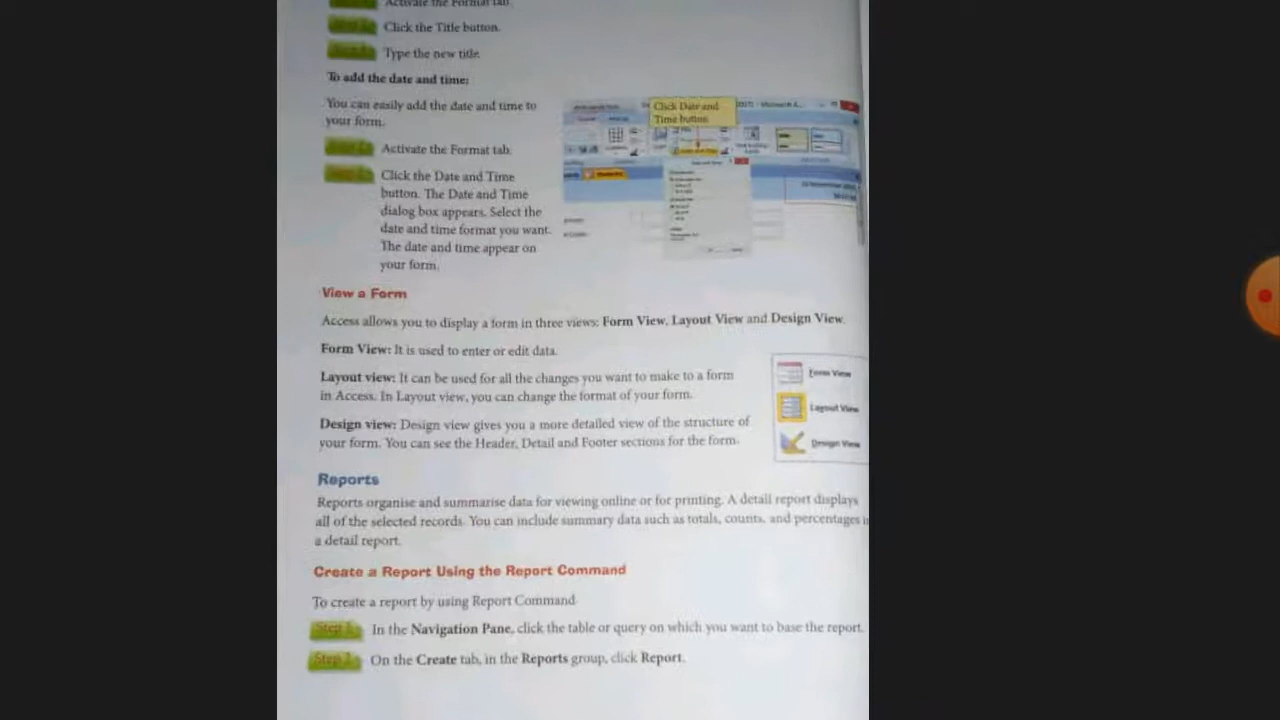 Activate the Format tab.
Click the Title button.
Type the new title.
To add the date and time:
You can easily add the date and time to
your form.
Activate the Format tab.
Click the Date and Time
button. The Date and Time
dialog box appears. Select the
date and time format you want.
The date and time appear on
your form.
Click Date and
Time button
View a Form
Access allows you to display a form in three views: Form View, Layout View and Design View.
Form View: It is used to enter or edit data.
Layout view: It can be used for all the changes you want to make to a form
in Access. In Layout view, you can change the format of your form.
Design view: Design view gives you a more detailed view of the structure of
your form. You can see the Header, Detail and Footer sections for the form.
Form View
Layout View
Design View
Reports
Reports organise and summarise data for viewing online or for printing. A detail report displays
all of the selected records. You can include summary data such as totals, counts, and percentages
a detail report.
Create a Report Using the Report Command
To create a report by using Report Command
Step 1. In the Navigation Pane, click the table or query on which you want to base the report.
Step 2. On the Create tab, in the Reports group, click Report.